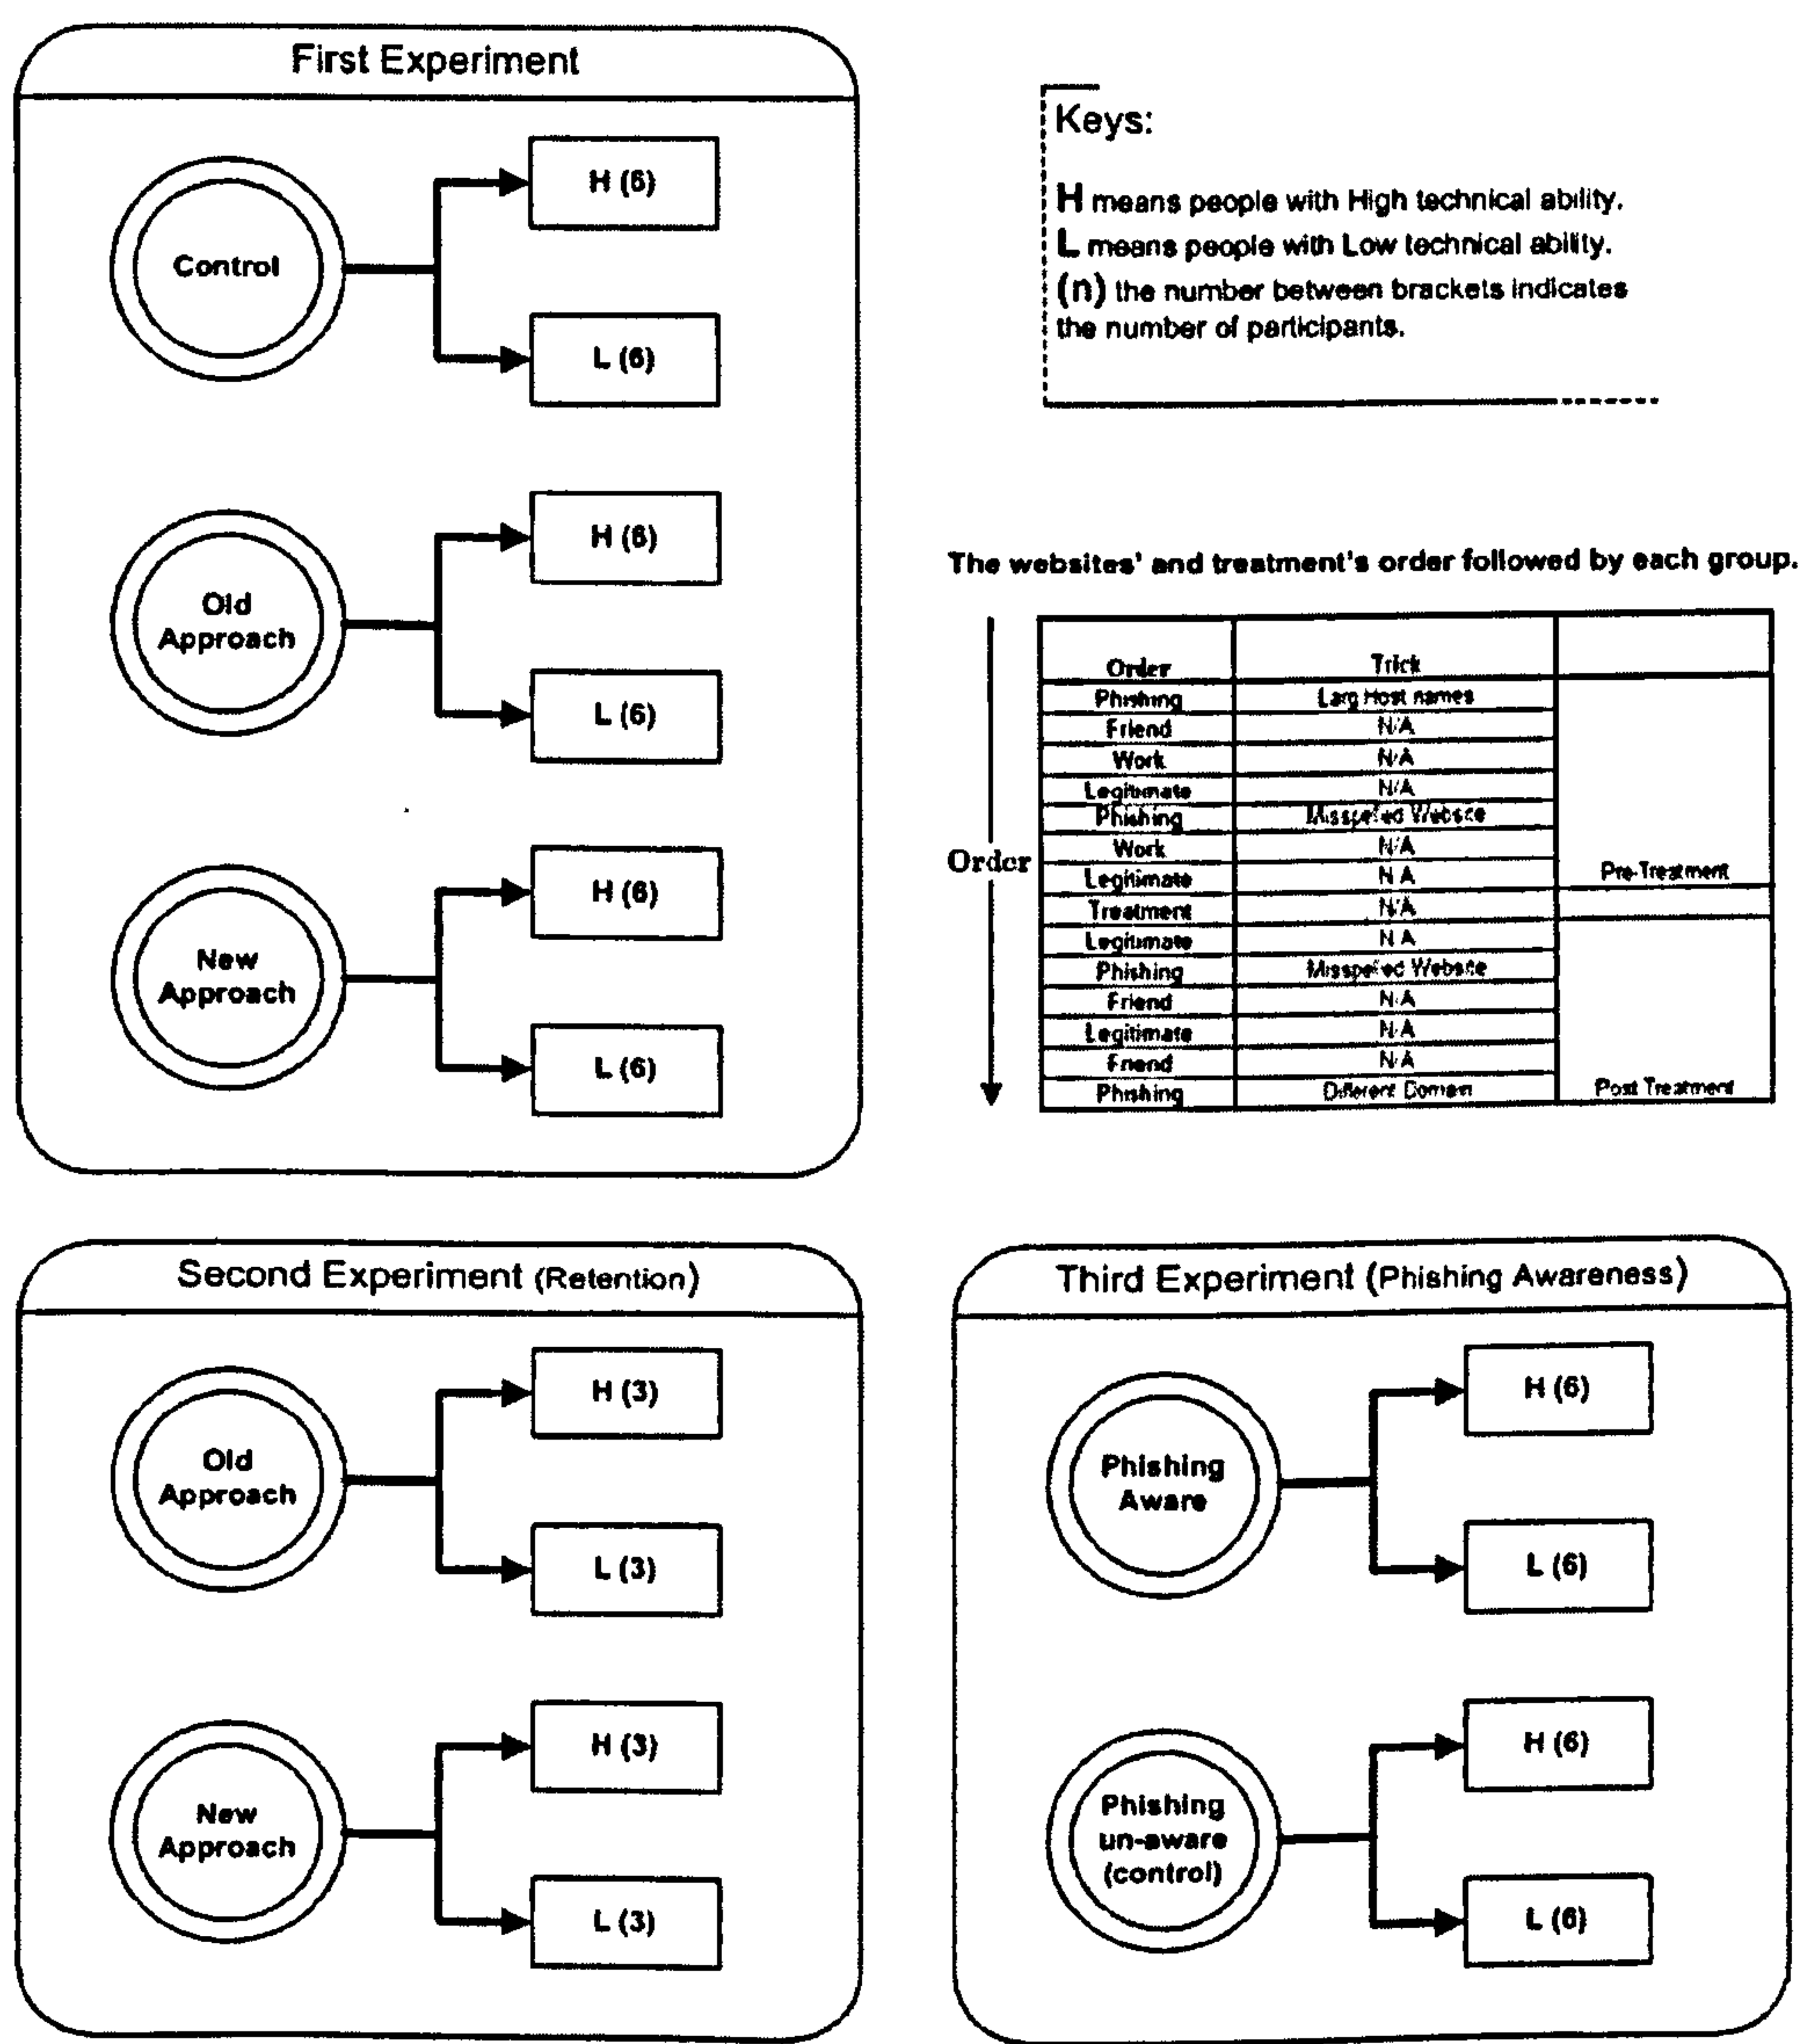 First Experiment
Control
H (6)
L (6)
Old
Approach
H (6)
L (6)
New
Approach
H (6)
L (6)
Keys:
H means people with High technical ability.
L means people with Low technical ability.
(n) the number between brackets indicates
the number of participants.
The websites' and treatment's order followed by each group.
Order
Order Trick
Phishing Larg Host names
Friend N/A
Work N/A
Legitimate N/A
Phishing Misspelled Website
Work N/A
Legitimate N/A Pre-Treatment
Treatment N/A
Legitimate N/A
Phishing Misspelled Website
Friend N/A
Legitimate N/A
Friend N/A
Phishing Different Domain Post Treatment
Second Experiment (Retention)
Old
Approach
H (3)
L (3)
New
Approach
H (3)
L (3)
Third Experiment (Phishing Awareness)
Phishing
Aware
H (6)
L (6)
Phishing
un-aware
(control)
H (6)
L (6)